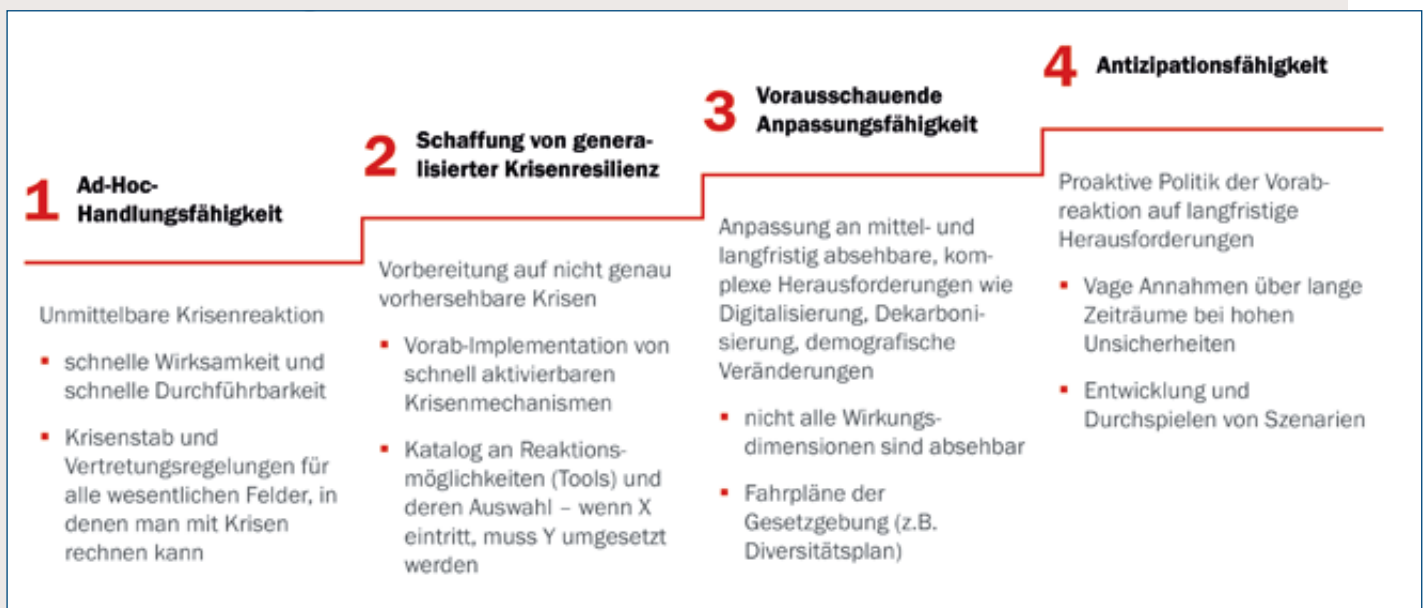 1
Ad-Hoc-
Handlungsfähigkeit
Unmittelbare Krisenreaktion
▪ schnelle Wirksamkeit und
schnelle Durchführbarkeit
▪ Krisenstab und
Vertretungsregelungen für
alle wesentlichen Felder, in
denen man mit Krisen
rechnen kann
2
Schaffung von genera-
lisierter Krisenresilienz
Vorbereitung auf nicht genau
vorhersehbare Krisen
▪ Vorab-Implementation von
schnell aktivierbaren
Krisenmechanismen
▪ Katalog an Reaktions-
möglichkeiten (Tools) und
deren Auswahl – wenn X
eintritt, muss Y umgesetzt
werden
3
Vorausschauende
Anpassungsfähigkeit
Anpassung an mittel- und
langfristig absehbare, kom-
plexe Herausforderungen wie
Digitalisierung, Dekarboni-
sierung, demografische
Veränderungen
▪ nicht alle Wirkungs-
dimensionen sind absehbar
▪ Fahrpläne der
Gesetzgebung (z.B.
Diversitätsplan)
4
Antizipationsfähigkeit
Proaktive Politik der Vorab-
reaktion auf langfristige
Herausforderungen
▪ Vage Annahmen über lange
Zeiträume bei hohen
Unsicherheiten
▪ Entwicklung und
Durchspielen von Szenarien